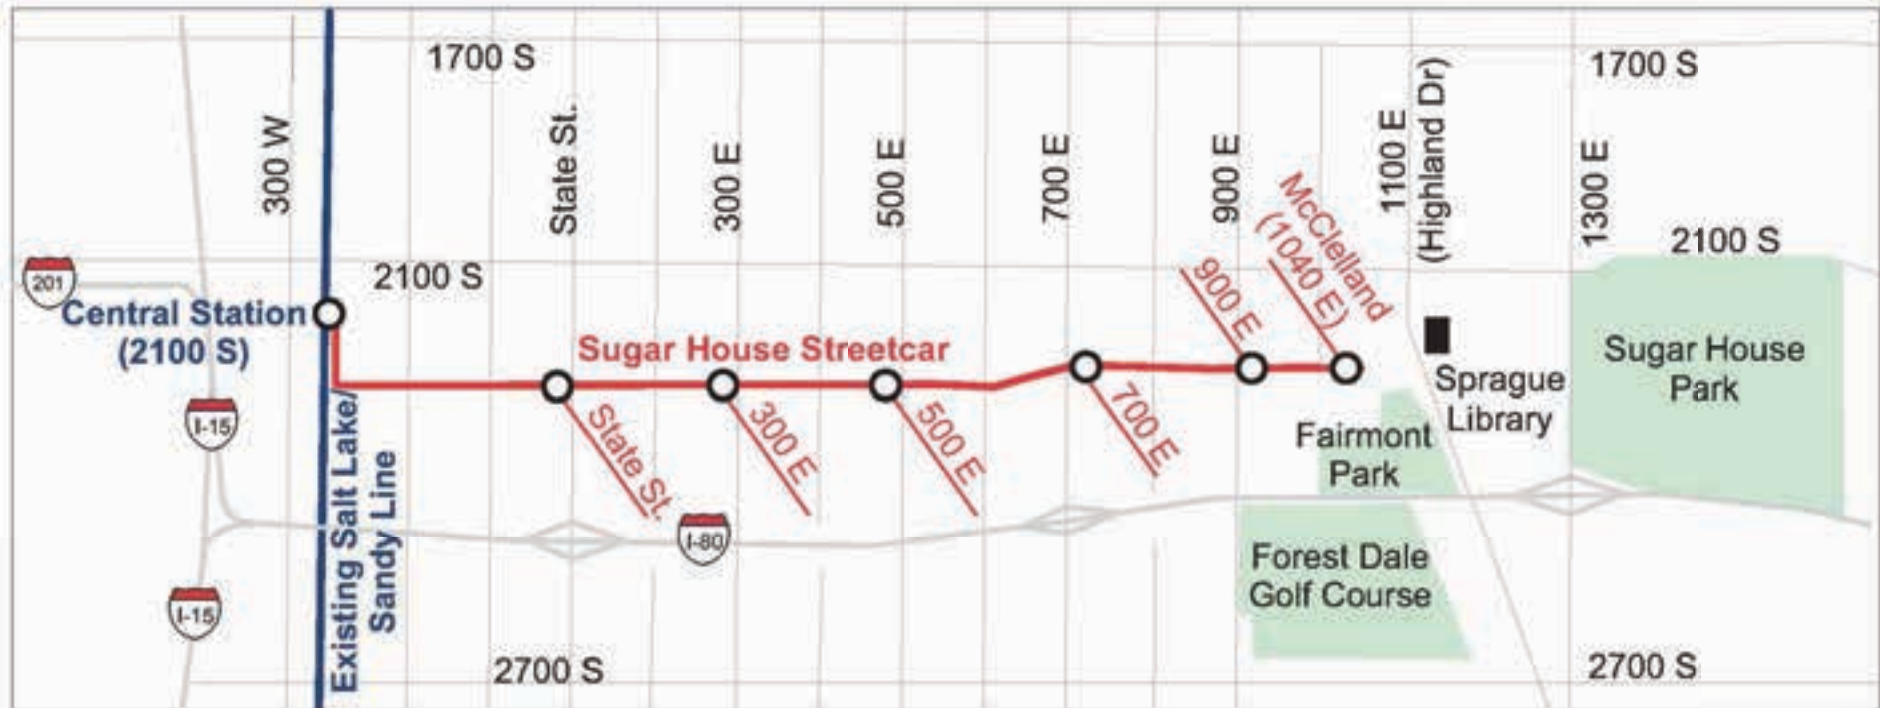 1700 S
1700 S
300 W
State St.
300 E
500 E
700 E
900 E
1100 E
(Highland Dr)
1300 E
McClelland
(1040 E)
900 E
2100 S
2100 S
201
Central Station
(2100 S)
Sugar House Streetcar
Sugar House
Park
Sprague
Library
State St.
300 E
500 E
700 E
Fairmont
Park
I-15
I-80
Existing Salt Lake/
Sandy Line
Forest Dale
Golf Course
I-15
2700 S
2700 S